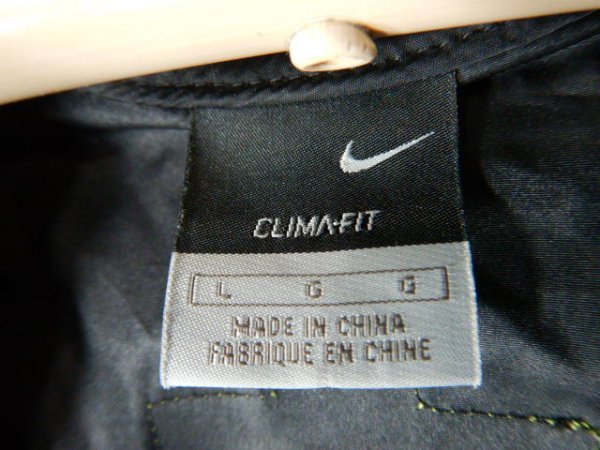 CLIMA·FIT
L G G
MADE IN CHINA
FABRIQUE EN CHINE